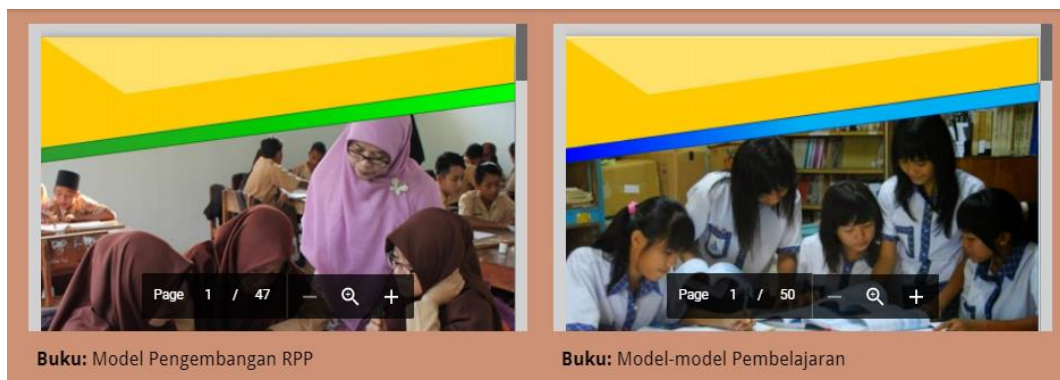 Page 1 / 47
Page 1 / 50
Buku: Model Pengembangan RPP
Buku: Model-model Pembelajaran